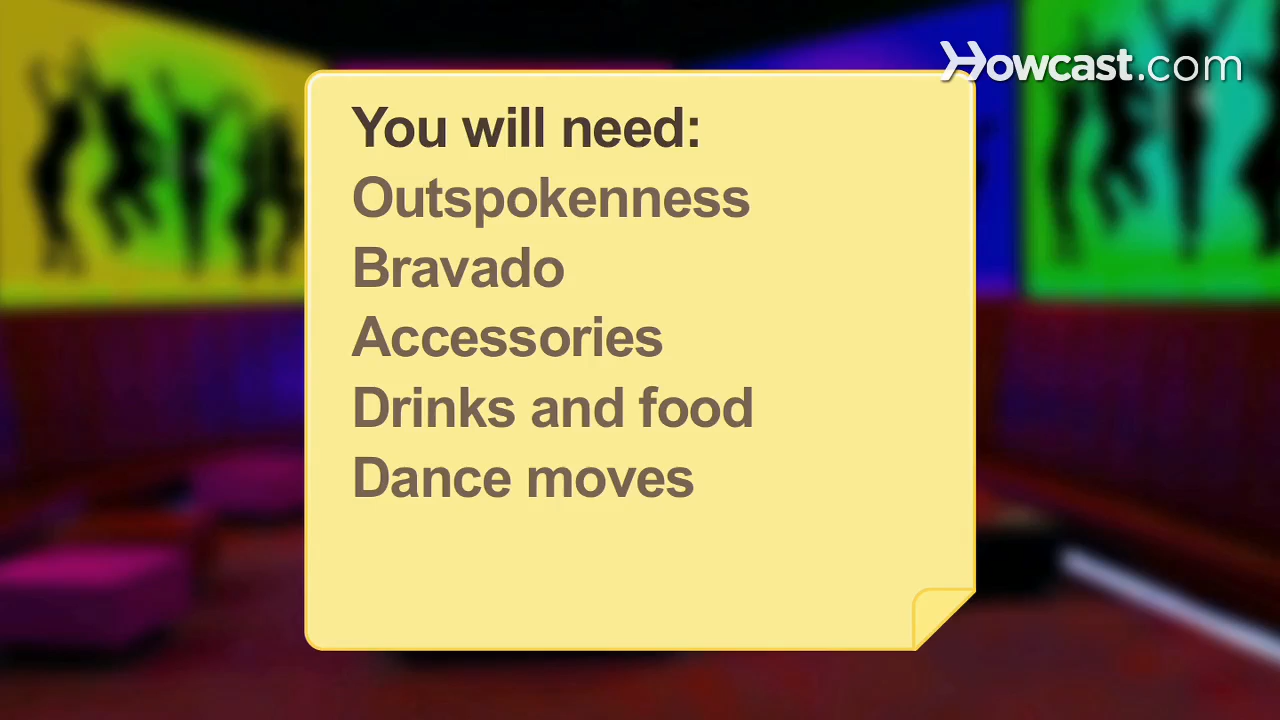 Howcast.com
You will need:
Outspokenness
Bravado
Accessories
Drinks and food
Dance moves